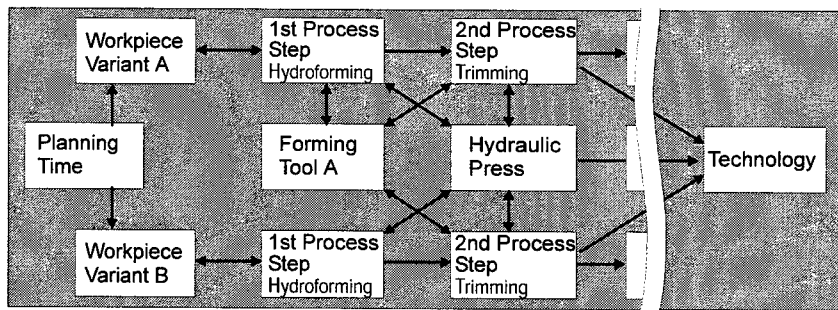 Workpiece
Variant A
1st Process
Step
Hydroforming
2nd Process
Step
Trimming
Planning
Time
Forming
Tool A
Hydraulic
Press
Technology
Workpiece
Variant B
1st Process
Step
Hydroforming
2nd Process
Step
Trimming